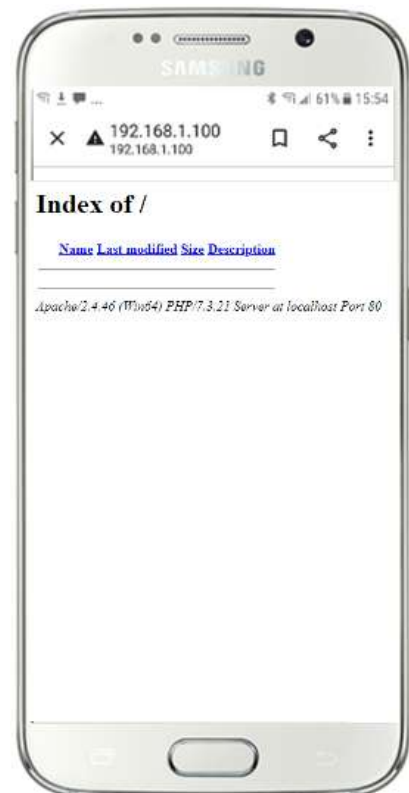 SAMSUNG
... 61% 15:54
192.168.1.100
192.168.1.100
Index of /
Name Last modified Size Description
Apache/2.4.46 (Win64) PHP/7.3.21 Server at localhost Port 80